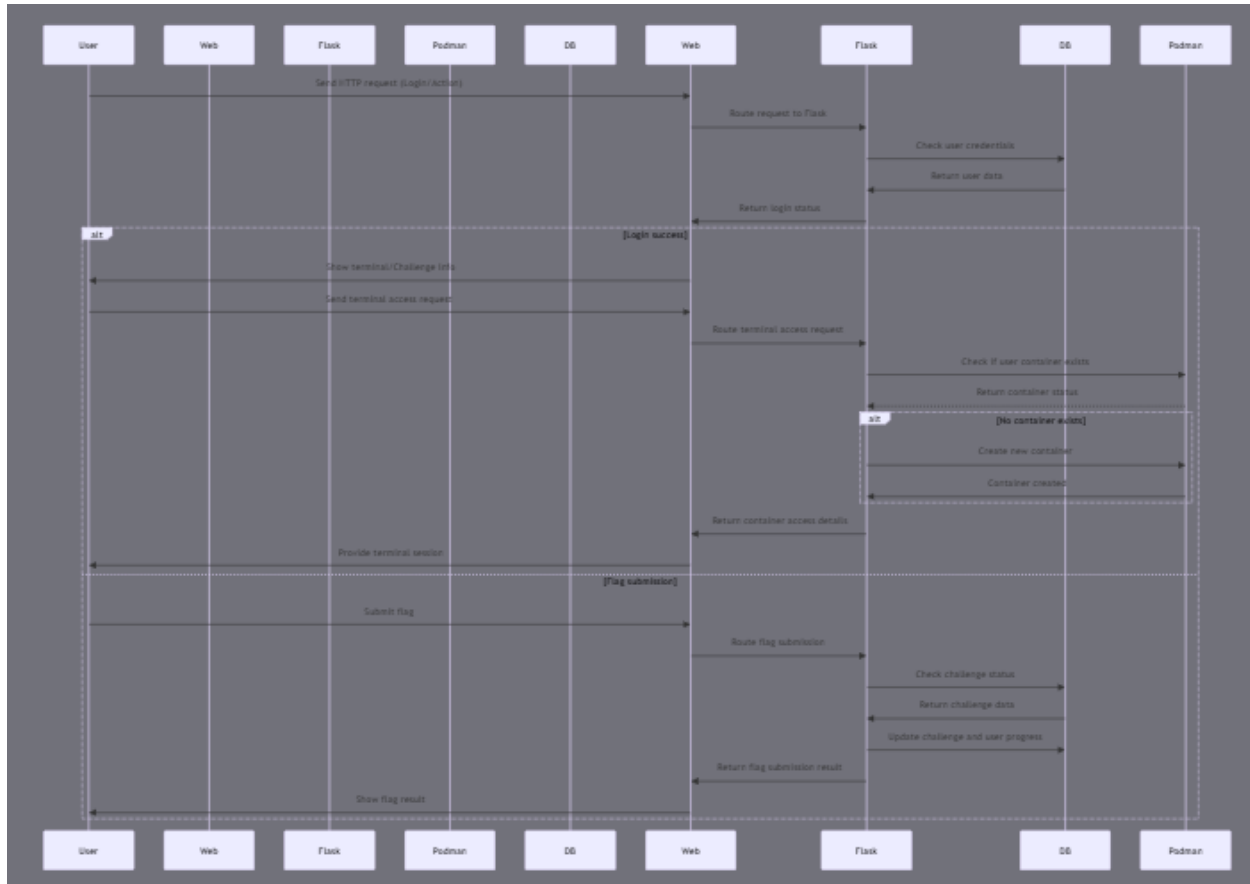 User Web Flask Podman DB Web Flask DB Podman
Send HTTP request (Login/Action)
Route request to Flask
Check user credentials
Return user data
Return login status
alt [Login success]
Show terminal/Challenge Info
Send terminal access request
Route terminal access request
Check if user container exists
Return container status
alt [No container exists]
Create new container
Container created
Return container access details
Provide terminal session
[Flag submission]
Submit flag
Route flag submission
Check challenge status
Return challenge data
Update challenge and user progress
Return flag submission result
Show flag result
User Web Flask Podman DB Web Flask DB Podman